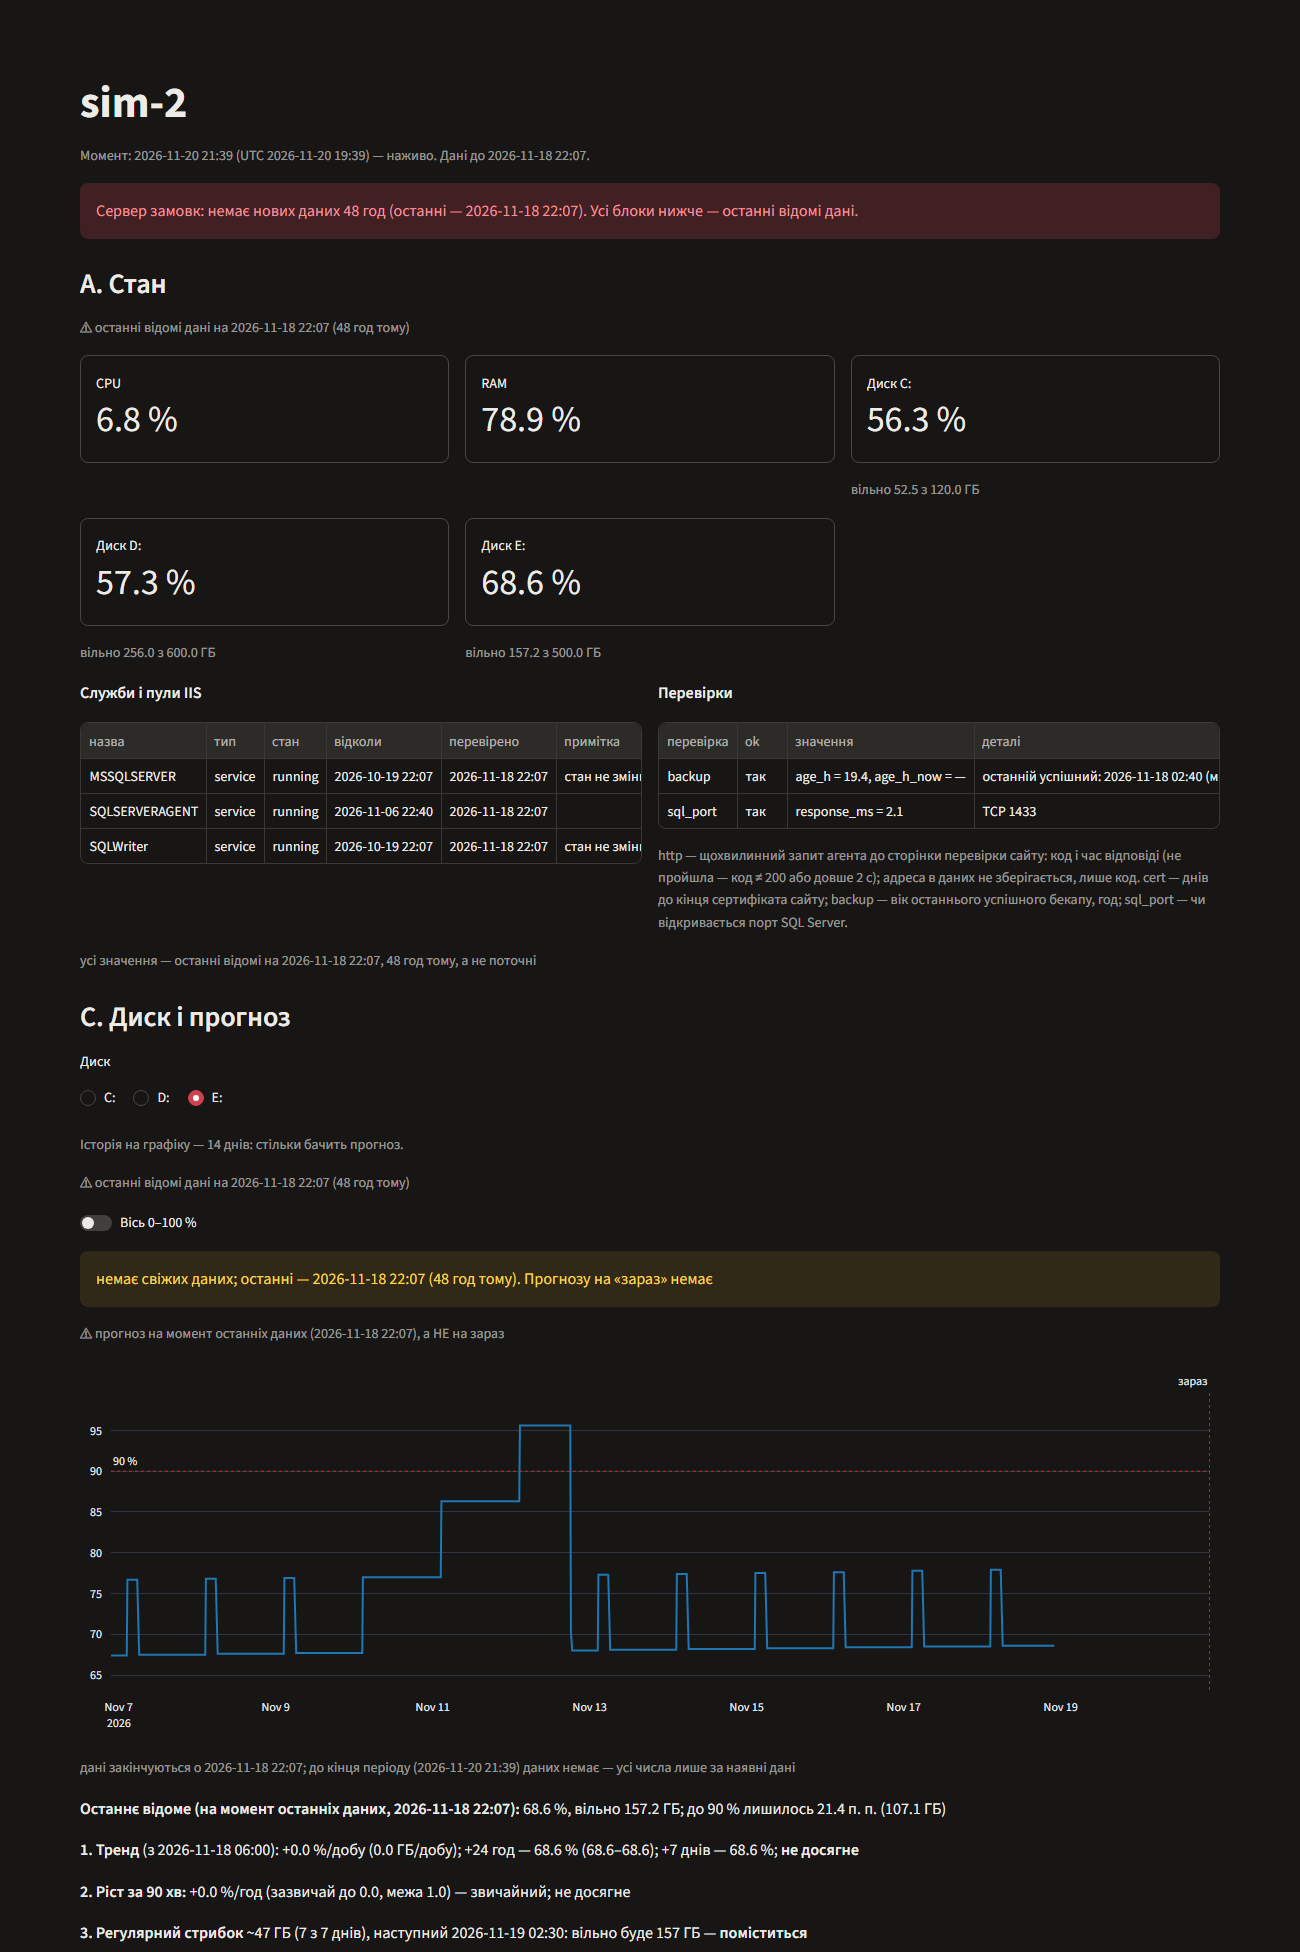 sim-2
Момент: 2026-11-20 21:39 (UTC 2026-11-20 19:39) — наживо. Дані до 2026-11-18 22:07.
Сервер замовк: немає нових даних 48 год (останні — 2026-11-18 22:07). Усі блоки нижче — останні відомі дані.
A. Стан
⚠ останні відомі дані на 2026-11-18 22:07 (48 год тому)
CPU
6.8 %
RAM
78.9 %
Диск C:
56.3 %
вільно 52.5 з 120.0 ГБ
Диск D:
57.3 %
вільно 256.0 з 600.0 ГБ
Диск E:
68.6 %
вільно 157.2 з 500.0 ГБ
Служби і пули IIS
назва тип стан відколи перевірено примітка
MSSQLSERVER service running 2026-10-19 22:07 2026-11-18 22:07 стан не змін
SQLSERVERAGENT service running 2026-11-06 22:40 2026-11-18 22:07
SQLWriter service running 2026-10-19 22:07 2026-11-18 22:07 стан не змін
Перевірки
перевірка ok значення деталі
backup так age_h = 19.4, age_h_now = — останній успішний: 2026-11-18 02:40 (м
sql_port так response_ms = 2.1 TCP 1433
http — щохвилинний запит агента до сторінки перевірки сайту: код і час відповіді (не
пройшла — код ≠ 200 або довше 2 с); адреса в даних не зберігається, лише код. cert — днів
до кінця сертифіката сайту; backup — вік останнього успішного бекапу, год; sql_port — чи
відкривається порт SQL Server.
усі значення — останні відомі на 2026-11-18 22:07, 48 год тому, а не поточні
C. Диск і прогноз
Диск
C: D: E:
Історія на графіку — 14 днів: стільки бачить прогноз.
⚠ останні відомі дані на 2026-11-18 22:07 (48 год тому)
Вісь 0–100 %
немає свіжих даних; останні — 2026-11-18 22:07 (48 год тому). Прогнозу на «зараз» немає
⚠ прогноз на момент останніх даних (2026-11-18 22:07), а НЕ на зараз
зараз
95
90 %
90
85
80
75
70
65
Nov 7 Nov 9 Nov 11 Nov 13 Nov 15 Nov 17 Nov 19
2026
дані закінчуються о 2026-11-18 22:07; до кінця періоду (2026-11-20 21:39) даних немає — усі числа лише за наявні дані
Останнє відоме (на момент останніх даних, 2026-11-18 22:07): 68.6 %, вільно 157.2 ГБ; до 90 % лишилось 21.4 п. п. (107.1 ГБ)
1. Тренд (з 2026-11-18 06:00): +0.0 %/добу (0.0 ГБ/добу); +24 год — 68.6 % (68.6–68.6); +7 днів — 68.6 %; не досягне
2. Ріст за 90 хв: +0.0 %/год (зазвичай до 0.0, межа 1.0) — звичайний; не досягне
3. Регулярний стрибок ~47 ГБ (7 з 7 днів), наступний 2026-11-19 02:30: вільно буде 157 ГБ — поміститься